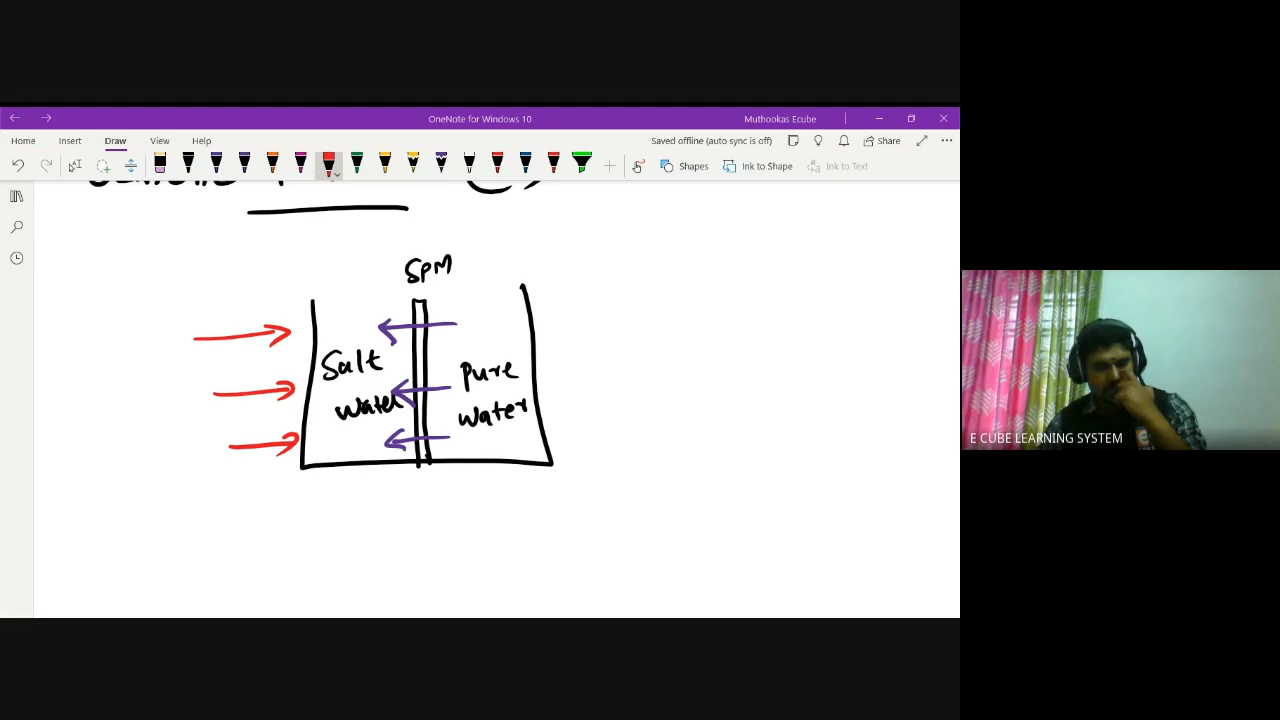 OneNote for Windows 10
Muthookas Ecube
Home Insert Draw View Help
Saved offline (auto sync is off)
Share
Shapes
Ink to Shape
Ink to Text
SPM
Salt
water
Pure
water
E CUBE LEARNING SYSTEM